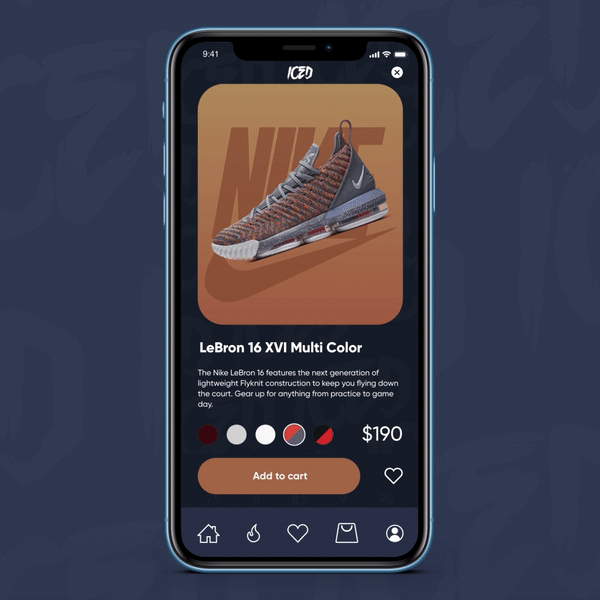 9:41
ICED
NIKE
LeBron 16 XVI Multi Color
The Nike LeBron 16 features the next generation of
lightweight Flyknit construction to keep you flying down
the court. Gear up for anything from practice to game
day.
$190
Add to cart